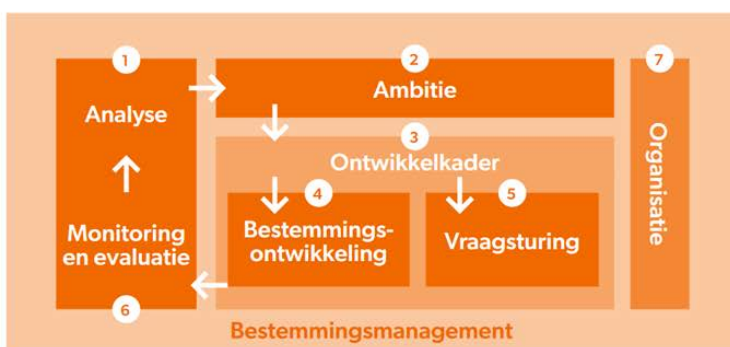 1
Analyse
Monitoring
en evaluatie
6
2
Ambitie
3
Ontwikkelkader
4
Bestemmings-
ontwikkeling
5
Vraagsturing
7
Organisatie
Bestemmingsmanagement